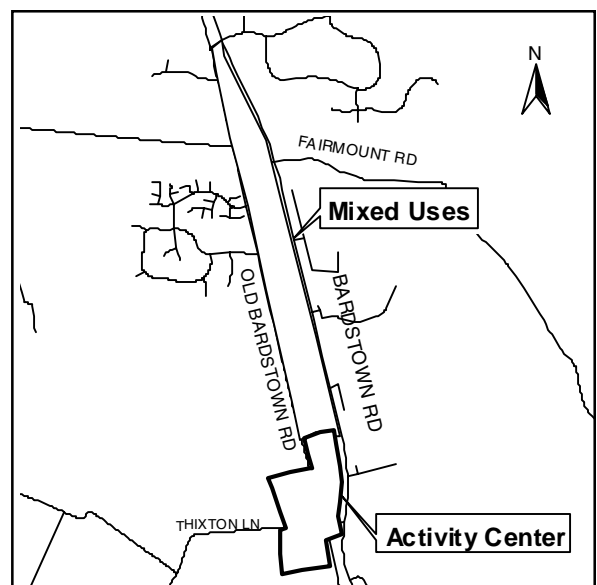 N
FAIRMOUNT RD
Mixed Uses
OLD BARDSTOWN RD
BARDSTOWN RD
THIXTON LN
Activity Center